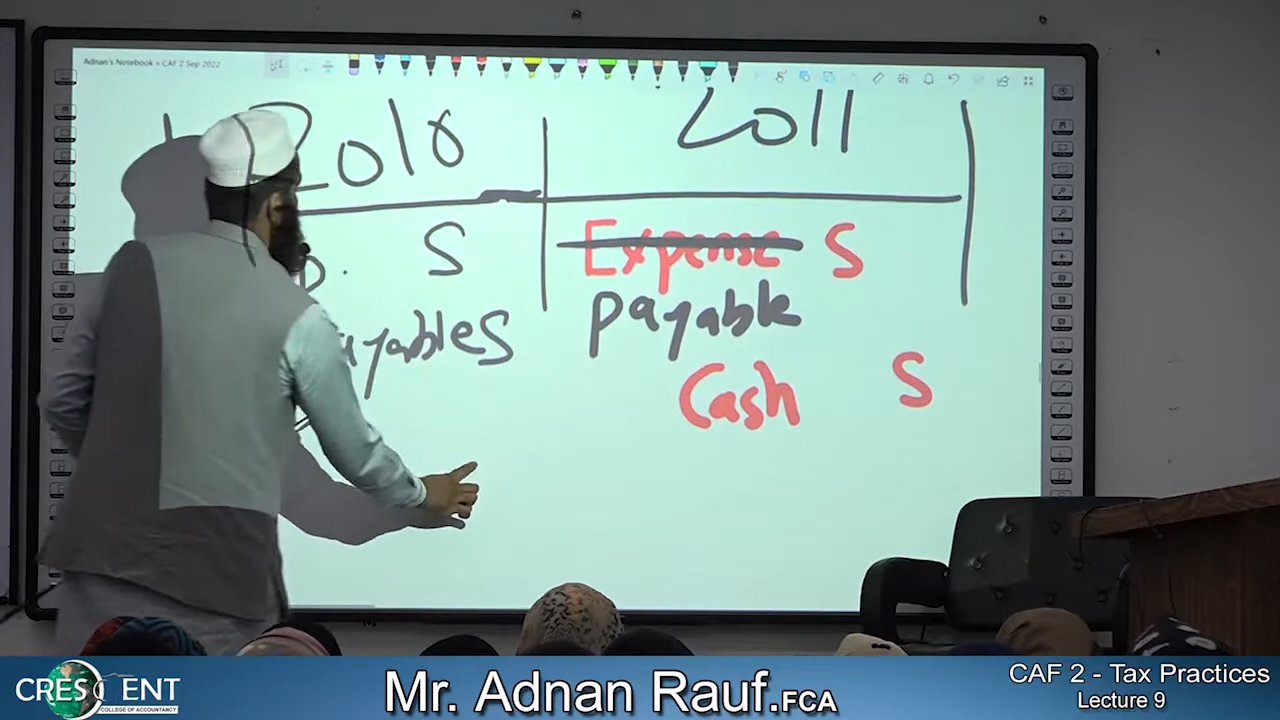 Adnan's Notebook » CAF 2 Sep 2022
2010 2011
S Expense S
Payables Payable
Cash S
CRESCENT
COLLEGE OF ACCOUNTANCY
Mr. Adnan Rauf.FCA
CAF 2 - Tax Practices
Lecture 9